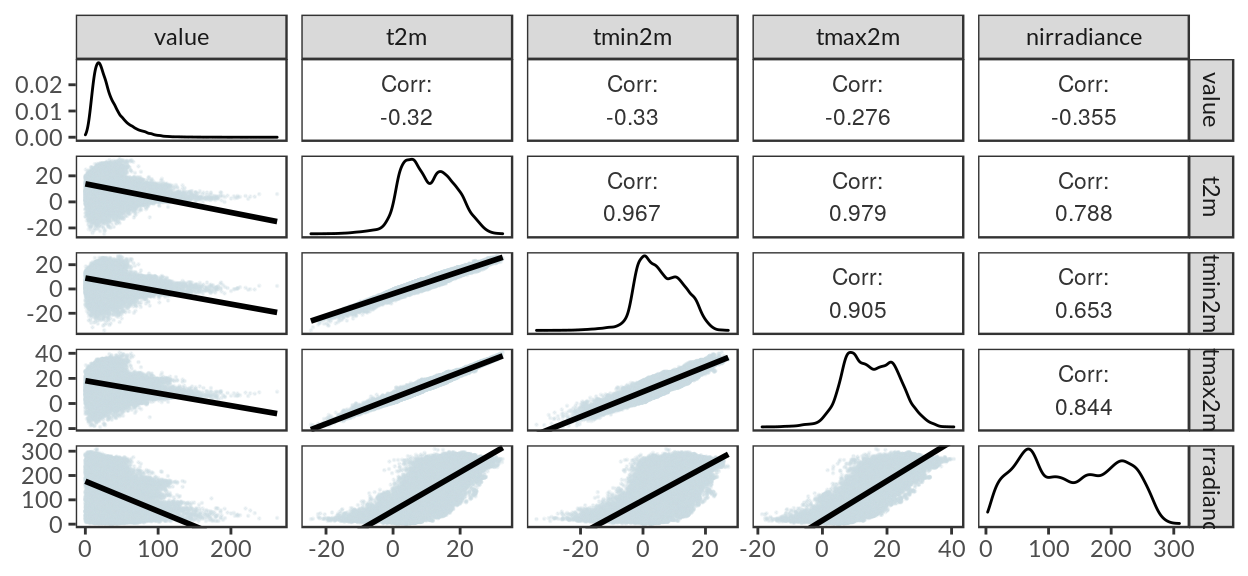 value t2m tmin2m tmax2m nirradiance
0.02
0.01
0.00
Corr:
-0.32
Corr:
-0.33
Corr:
-0.276
Corr:
-0.355
value
20
0
-20
Corr:
0.967
Corr:
0.979
Corr:
0.788
t2m
20
0
-20
Corr:
0.905
Corr:
0.653
tmin2m
40
20
0
-20
Corr:
0.844
tmax2m
300
200
100
0
rradianc
0 100 200 -20 0 20 -20 0 20 -20 0 20 40 0 100 200 300